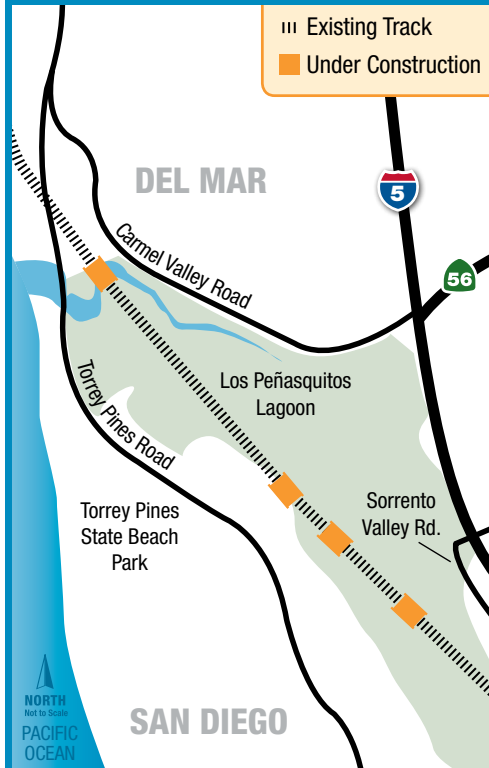 Existing Track
Under Construction
DEL MAR
5
Carmel Valley Road
56
Los Peñasquitos
Lagoon
Torrey Pines Road
Sorrento
Valley Rd.
Torrey Pines
State Beach
Park
NORTH
Not to Scale
PACIFIC
OCEAN
SAN DIEGO